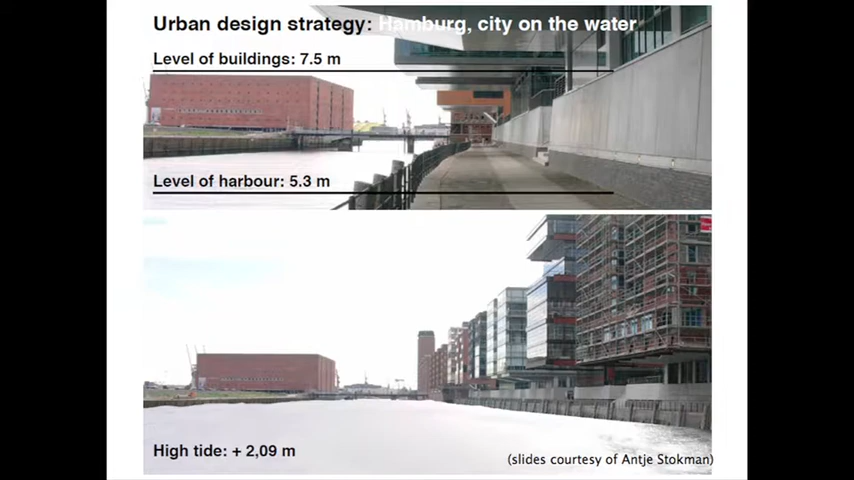 Urban design strategy: Hamburg, city on the water
Level of buildings: 7.5 m
Level of harbour: 5.3 m
High tide: + 2,09 m
(slides courtesy of Antje Stokman)